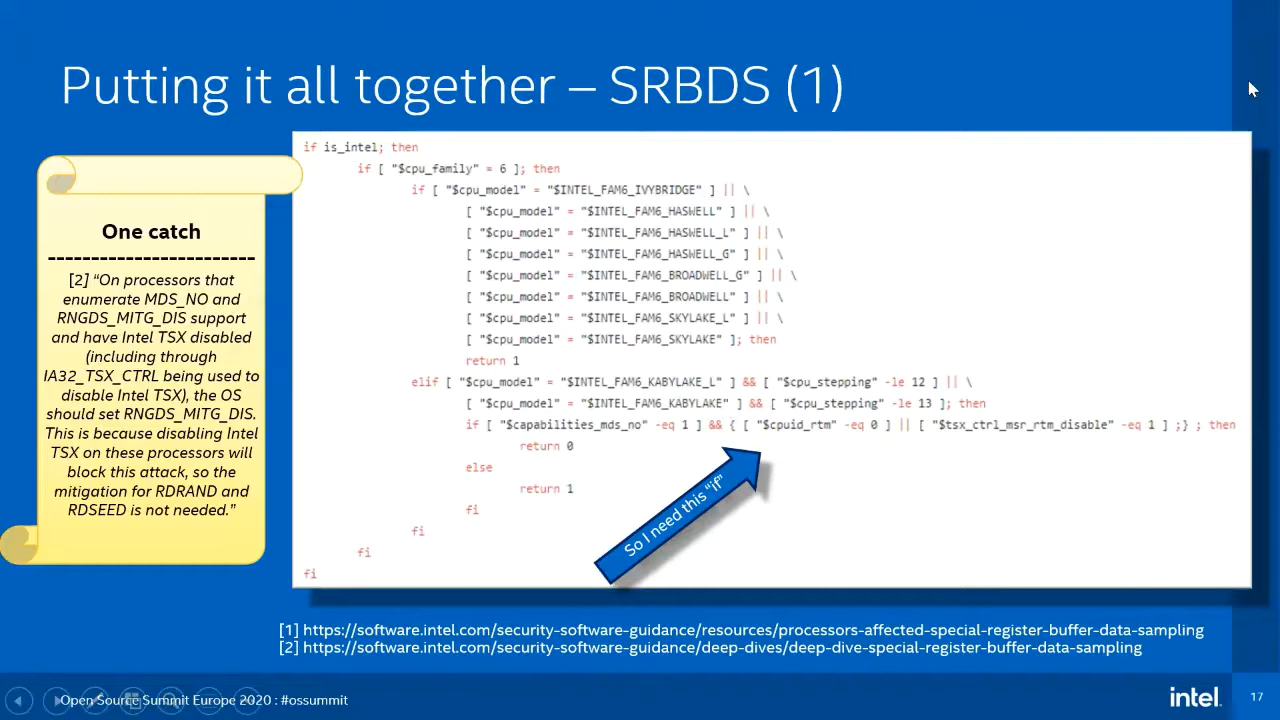 Putting it all together – SRBDS (1)
One catch
------------------------
[2] “On processors that
enumerate MDS_NO and
RNGDS_MITG_DIS support
and have Intel TSX disabled
(including through
IA32_TSX_CTRL being used to
disable Intel TSX), the OS
should set RNGDS_MITG_DIS.
This is because disabling Intel
TSX on these processors will
block this attack, so the
mitigation for RDRAND and
RDSEED is not needed.”
if is_intel; then
if [ "$cpu_family" = 6 ]; then
if [ "$cpu_model" = "$INTEL_FAM6_IVYBRIDGE" ] || \
[ "$cpu_model" = "$INTEL_FAM6_HASWELL" ] || \
[ "$cpu_model" = "$INTEL_FAM6_HASWELL_L" ] || \
[ "$cpu_model" = "$INTEL_FAM6_HASWELL_G" ] || \
[ "$cpu_model" = "$INTEL_FAM6_BROADWELL_G" ] || \
[ "$cpu_model" = "$INTEL_FAM6_BROADWELL" ] || \
[ "$cpu_model" = "$INTEL_FAM6_SKYLAKE_L" ] || \
[ "$cpu_model" = "$INTEL_FAM6_SKYLAKE" ]; then
return 1
elif [ "$cpu_model" = "$INTEL_FAM6_KABYLAKE_L" ] && [ "$cpu_stepping" -le 12 ] || \
[ "$cpu_model" = "$INTEL_FAM6_KABYLAKE" ] && [ "$cpu_stepping" -le 13 ]; then
if [ "$capabilities_mds_no" -eq 1 ] && { [ "$cpuid_rtm" -eq 0 ] || [ "$tsx_ctrl_msr_rtm_disable" -eq 1 ] ;} ; then
return 0
else
return 1
fi
fi
fi
fi
So I need this “if”
[1] https://software.intel.com/security-software-guidance/resources/processors-affected-special-register-buffer-data-sampling
[2] https://software.intel.com/security-software-guidance/deep-dives/deep-dive-special-register-buffer-data-sampling
Open Source Summit Europe 2020 : #ossummit
intel.
17